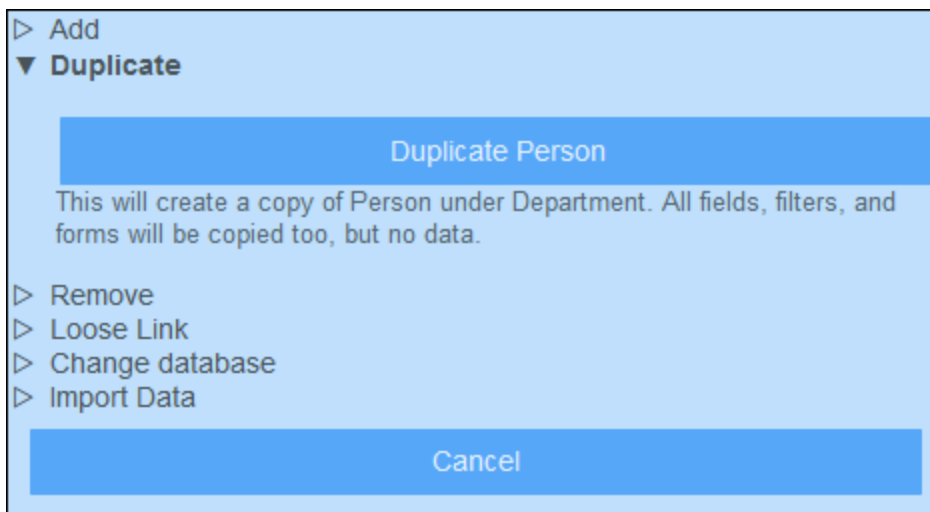 Add
Duplicate
Duplicate Person
This will create a copy of Person under Department. All fields, filters, and
forms will be copied too, but no data.
Remove
Loose Link
Change database
Import Data
Cancel